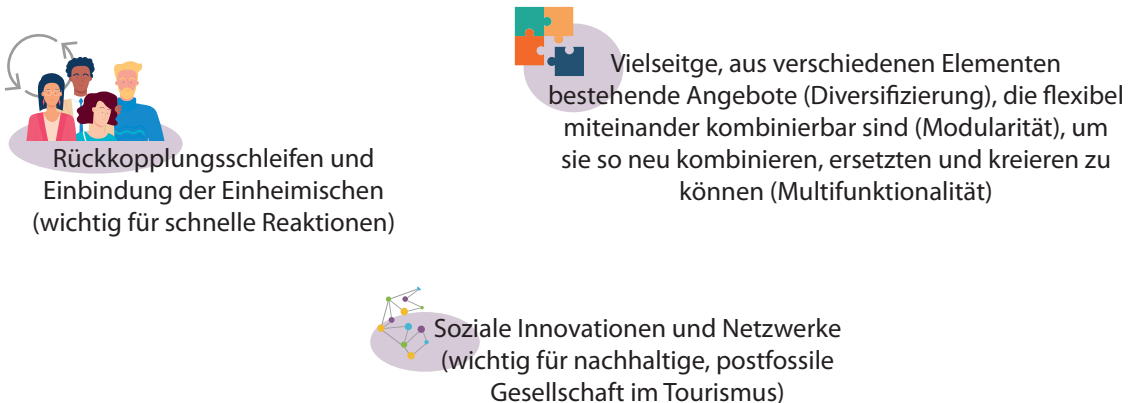 Rückkopplungsschleifen und
Einbindung der Einheimischen
(wichtig für schnelle Reaktionen)
Vielseitge, aus verschiedenen Elementen
bestehende Angebote (Diversifizierung), die flexibel
miteinander kombinierbar sind (Modularität), um
sie so neu kombinieren, ersetzten und kreieren zu
können (Multifunktionalität)
Soziale Innovationen und Netzwerke
(wichtig für nachhaltige, postfossile
Gesellschaft im Tourismus)